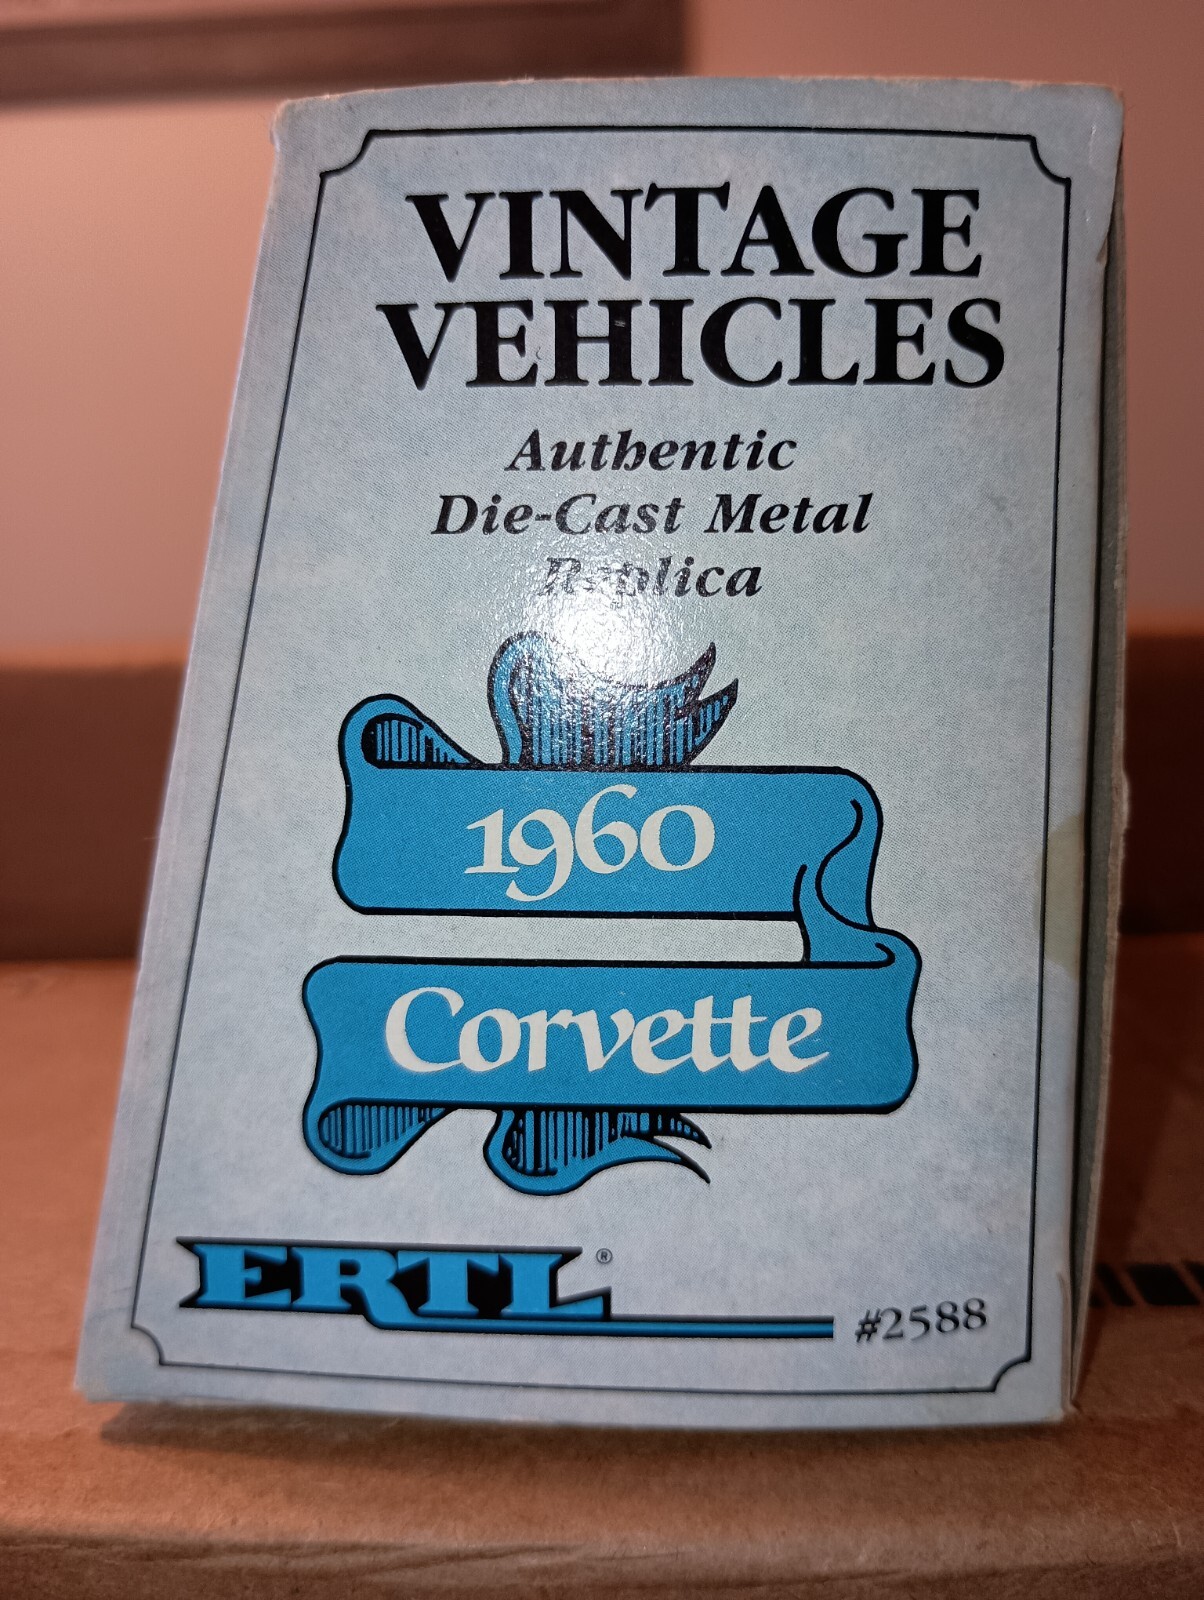 VINTAGE
VEHICLES
Authentic
Die-Cast Metal
Replica
1960
Corvette
ERTL®
#2588